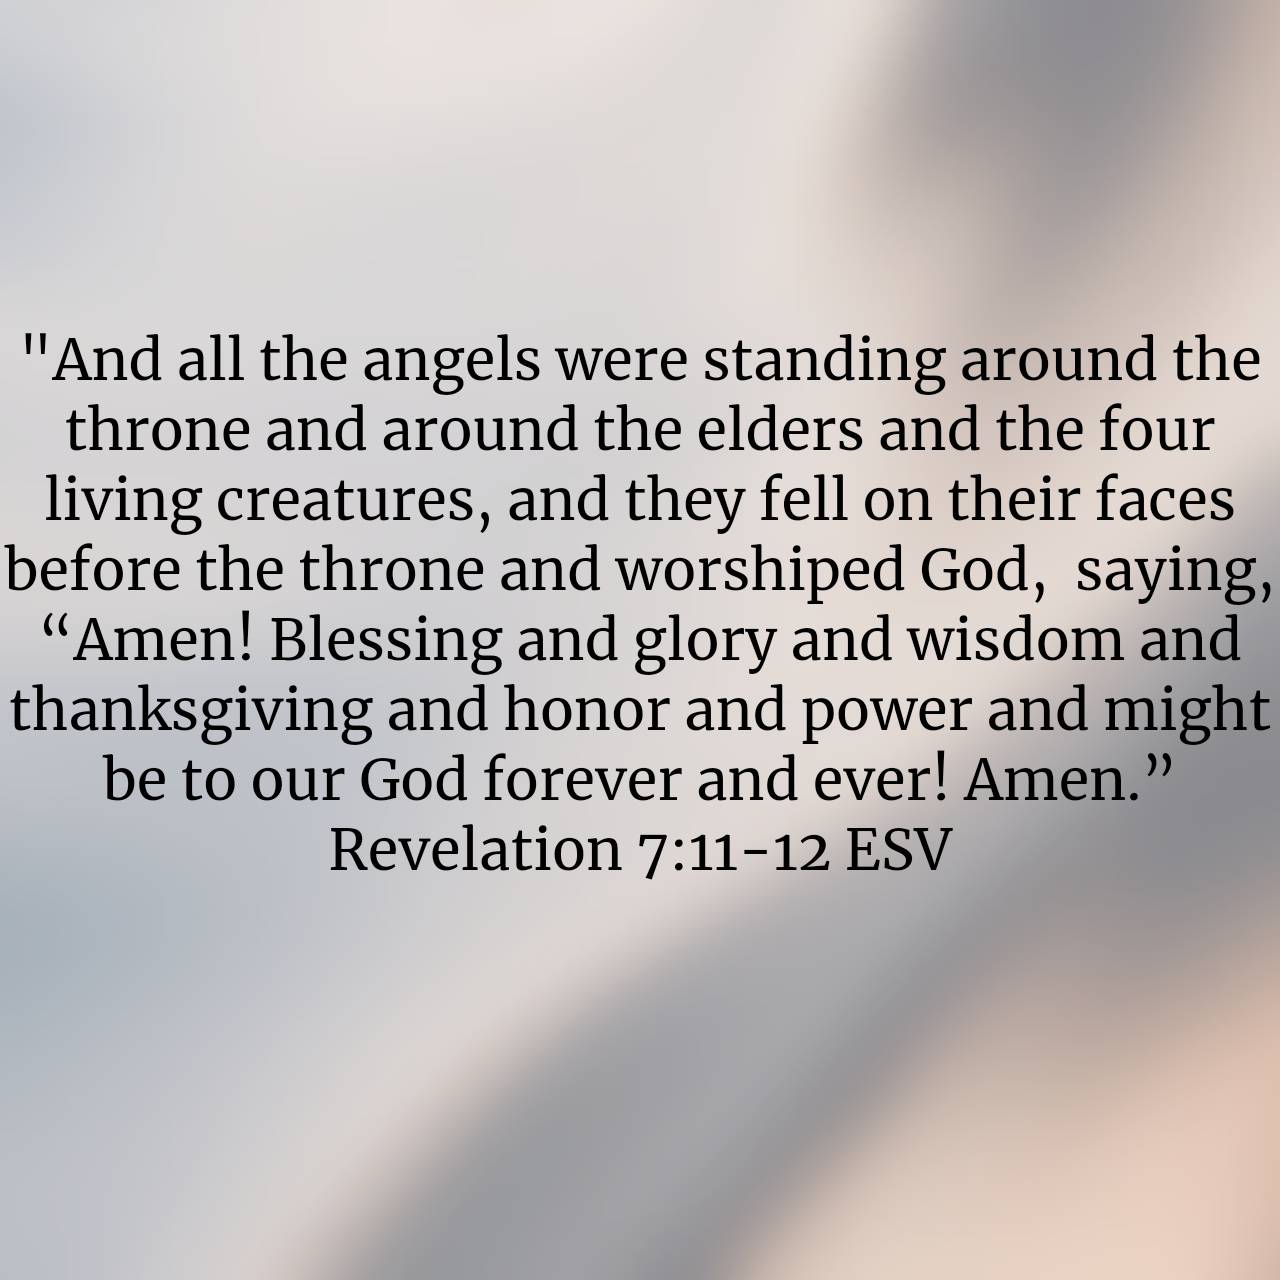 "And all the angels were standing around the
throne and around the elders and the four
living creatures, and they fell on their faces
before the throne and worshiped God,  saying,
“Amen! Blessing and glory and wisdom and
thanksgiving and honor and power and might
be to our God forever and ever! Amen.”
Revelation 7:11-12 ESV